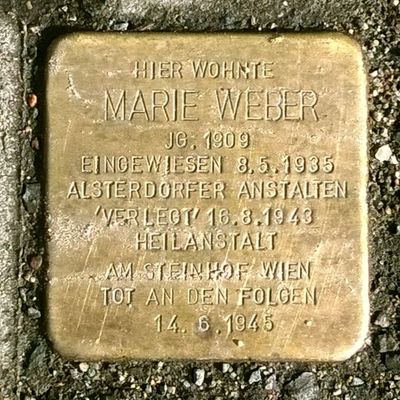 HIER WOHNTE
MARIE WEBER
JG. 1909
EINGEWIESEN 8.5.1935
ALSTERDORFER ANSTALTEN
'VERLEGT' 16.8.1943
HEILANSTALT
AM STEINHOF WIEN
TOT AN DEN FOLGEN
14.6.1945